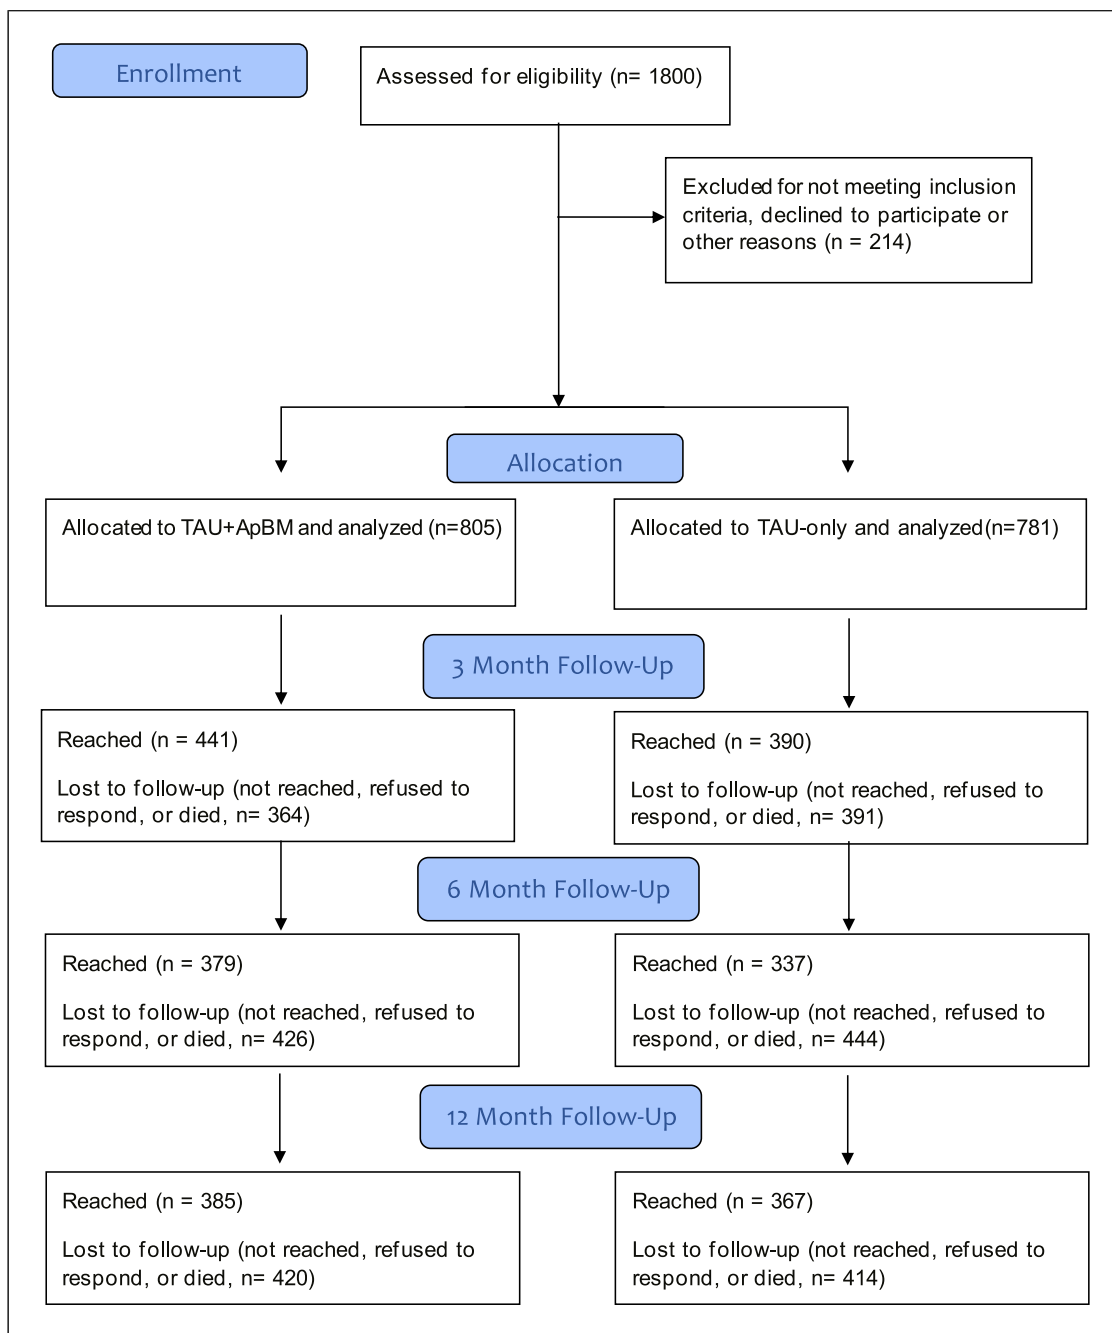 Enrollment
Assessed for eligibility (n= 1800)
Excluded for not meeting inclusion
criteria, declined to participate or
other reasons (n = 214)
Allocation
Allocated to TAU+ApBM and analyzed (n=805)
Allocated to TAU-only and analyzed(n=781)
3 Month Follow-Up
Reached (n = 441)
Lost to follow-up (not reached, refused to
respond, or died, n= 364)
Reached (n = 390)
Lost to follow-up (not reached, refused to
respond, or died, n= 391)
6 Month Follow-Up
Reached (n = 379)
Lost to follow-up (not reached, refused to
respond, or died, n= 426)
Reached (n = 337)
Lost to follow-up (not reached, refused to
respond, or died, n= 444)
12 Month Follow-Up
Reached (n = 385)
Lost to follow-up (not reached, refused to
respond, or died, n= 420)
Reached (n = 367)
Lost to follow-up (not reached, refused to
respond, or died, n= 414)